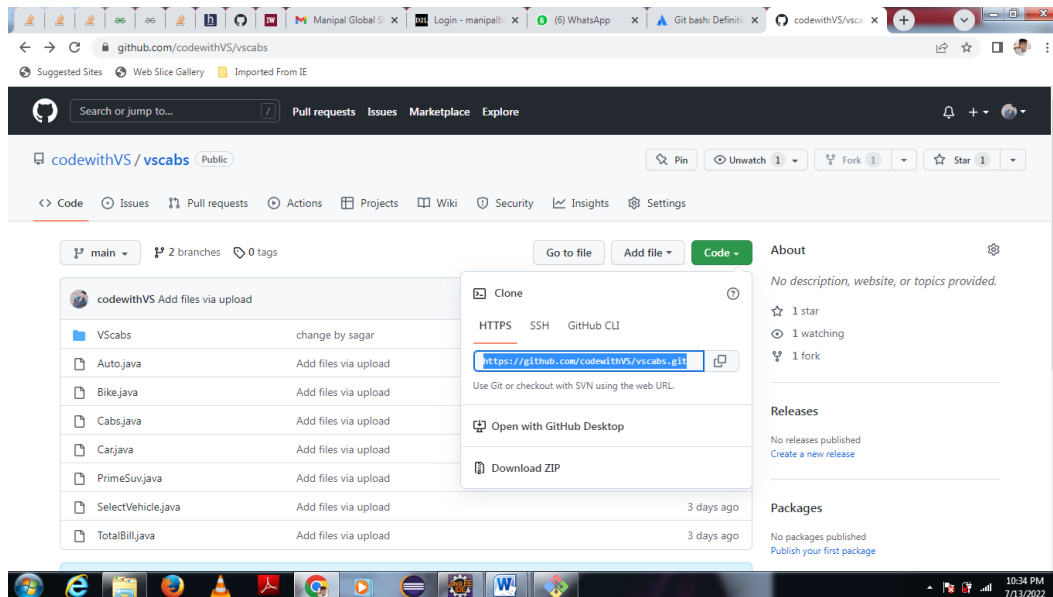 Manipal Global S
D2L Login - manipalb
6 (6) WhatsApp
Git bash: Definiti
codewithVS/vscab
github.com/codewithVS/vscabs
Suggested Sites Web Slice Gallery Imported From IE
Search or jump to... / Pull requests Issues Marketplace Explore
codewithVS / vscabs Public
Pin Unwatch 1 Fork 1 Star 1
Code Issues Pull requests Actions Projects Wiki Security Insights Settings
main 2 branches 0 tags Go to file Add file Code
codewithVS Add files via upload
VScabs change by sagar
Auto.java Add files via upload
Bike.java Add files via upload
Cabs.java Add files via upload
Car.java Add files via upload
PrimeSuv.java Add files via upload
SelectVehicle.java Add files via upload 3 days ago
TotalBill.java Add files via upload 3 days ago
Clone
HTTPS SSH GitHub CLI
https://github.com/codewithVS/vscabs.git
Use Git or checkout with SVN using the web URL.
Open with GitHub Desktop
Download ZIP
About
No description, website, or topics provided.
1 star
1 watching
1 fork
Releases
No releases published
Create a new release
Packages
No packages published
Publish your first package
10:34 PM
7/13/2022